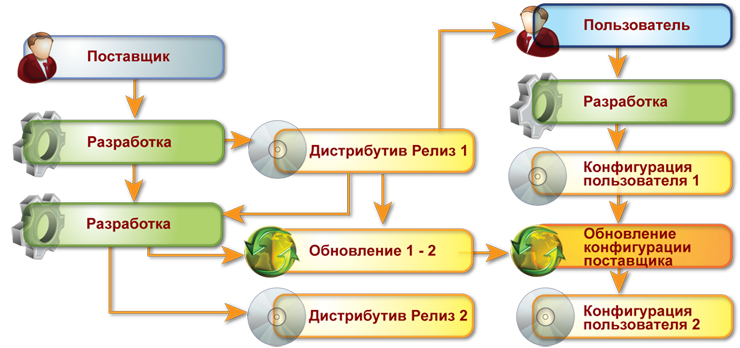 Поставщик
Разработка
Дистрибутив Релиз 1
Разработка
Обновление 1 - 2
Дистрибутив Релиз 2
Пользователь
Разработка
Конфигурация
пользователя 1
Обновление
конфигурации
поставщика
Конфигурация
пользователя 2